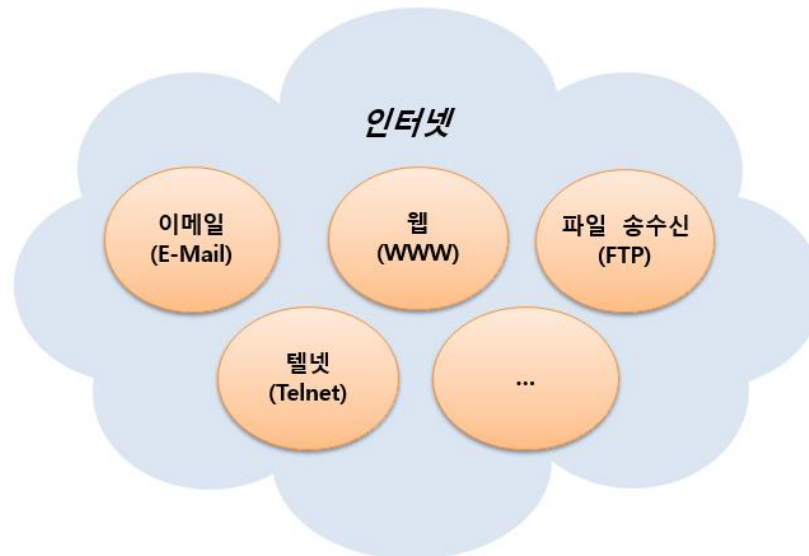 인터넷
이메일
(E-Mail)
웹
(WWW)
파일 송수신
(FTP)
텔넷
(Telnet)
...